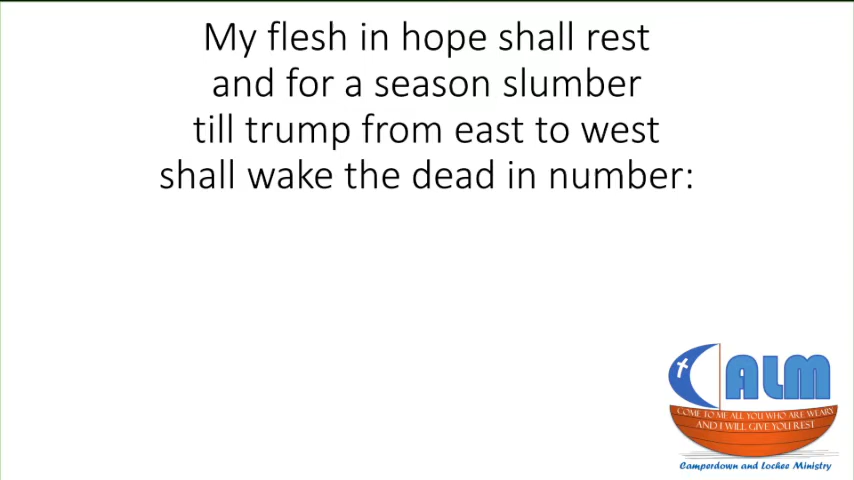 My flesh in hope shall rest
and for a season slumber
till trump from east to west
shall wake the dead in number:
CALM
COME TO ME ALL YOU WHO ARE WEARY
AND I WILL GIVE YOU REST
Camperdown and Lochee Ministry